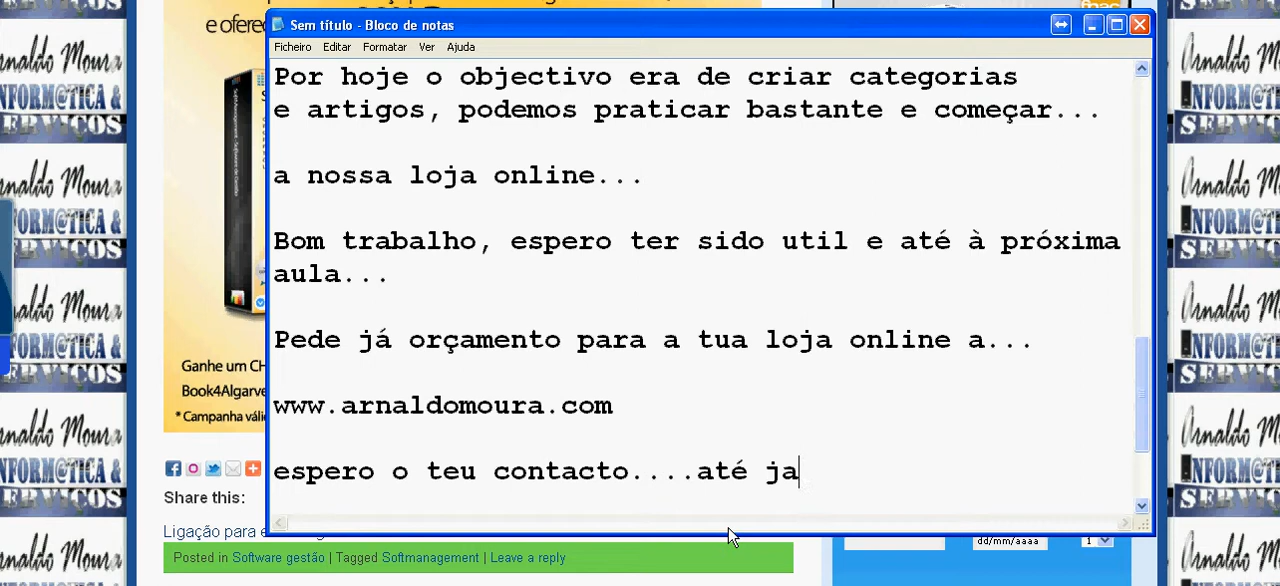 e oferec
fnac
Sem título - Bloco de notas
Ficheiro Editar Formatar Ver Ajuda
Por hoje o objectivo era de criar categorias
e artigos, podemos praticar bastante e começar...
a nossa loja online...
Bom trabalho, espero ter sido util e até à próxima
aula...
Pede já orçamento para a tua loja online a...
www.arnaldomoura.com
espero o teu contacto....até ja
Ganhe um CH
Book4Algarve
* Campanha váli
Share this:
Ligação para e
Posted in Software gestão | Tagged Softmanagement | Leave a reply
dd/mm/aaaa
1
Arnaldo Moura
INFORM@TICA &
SERVIÇOS